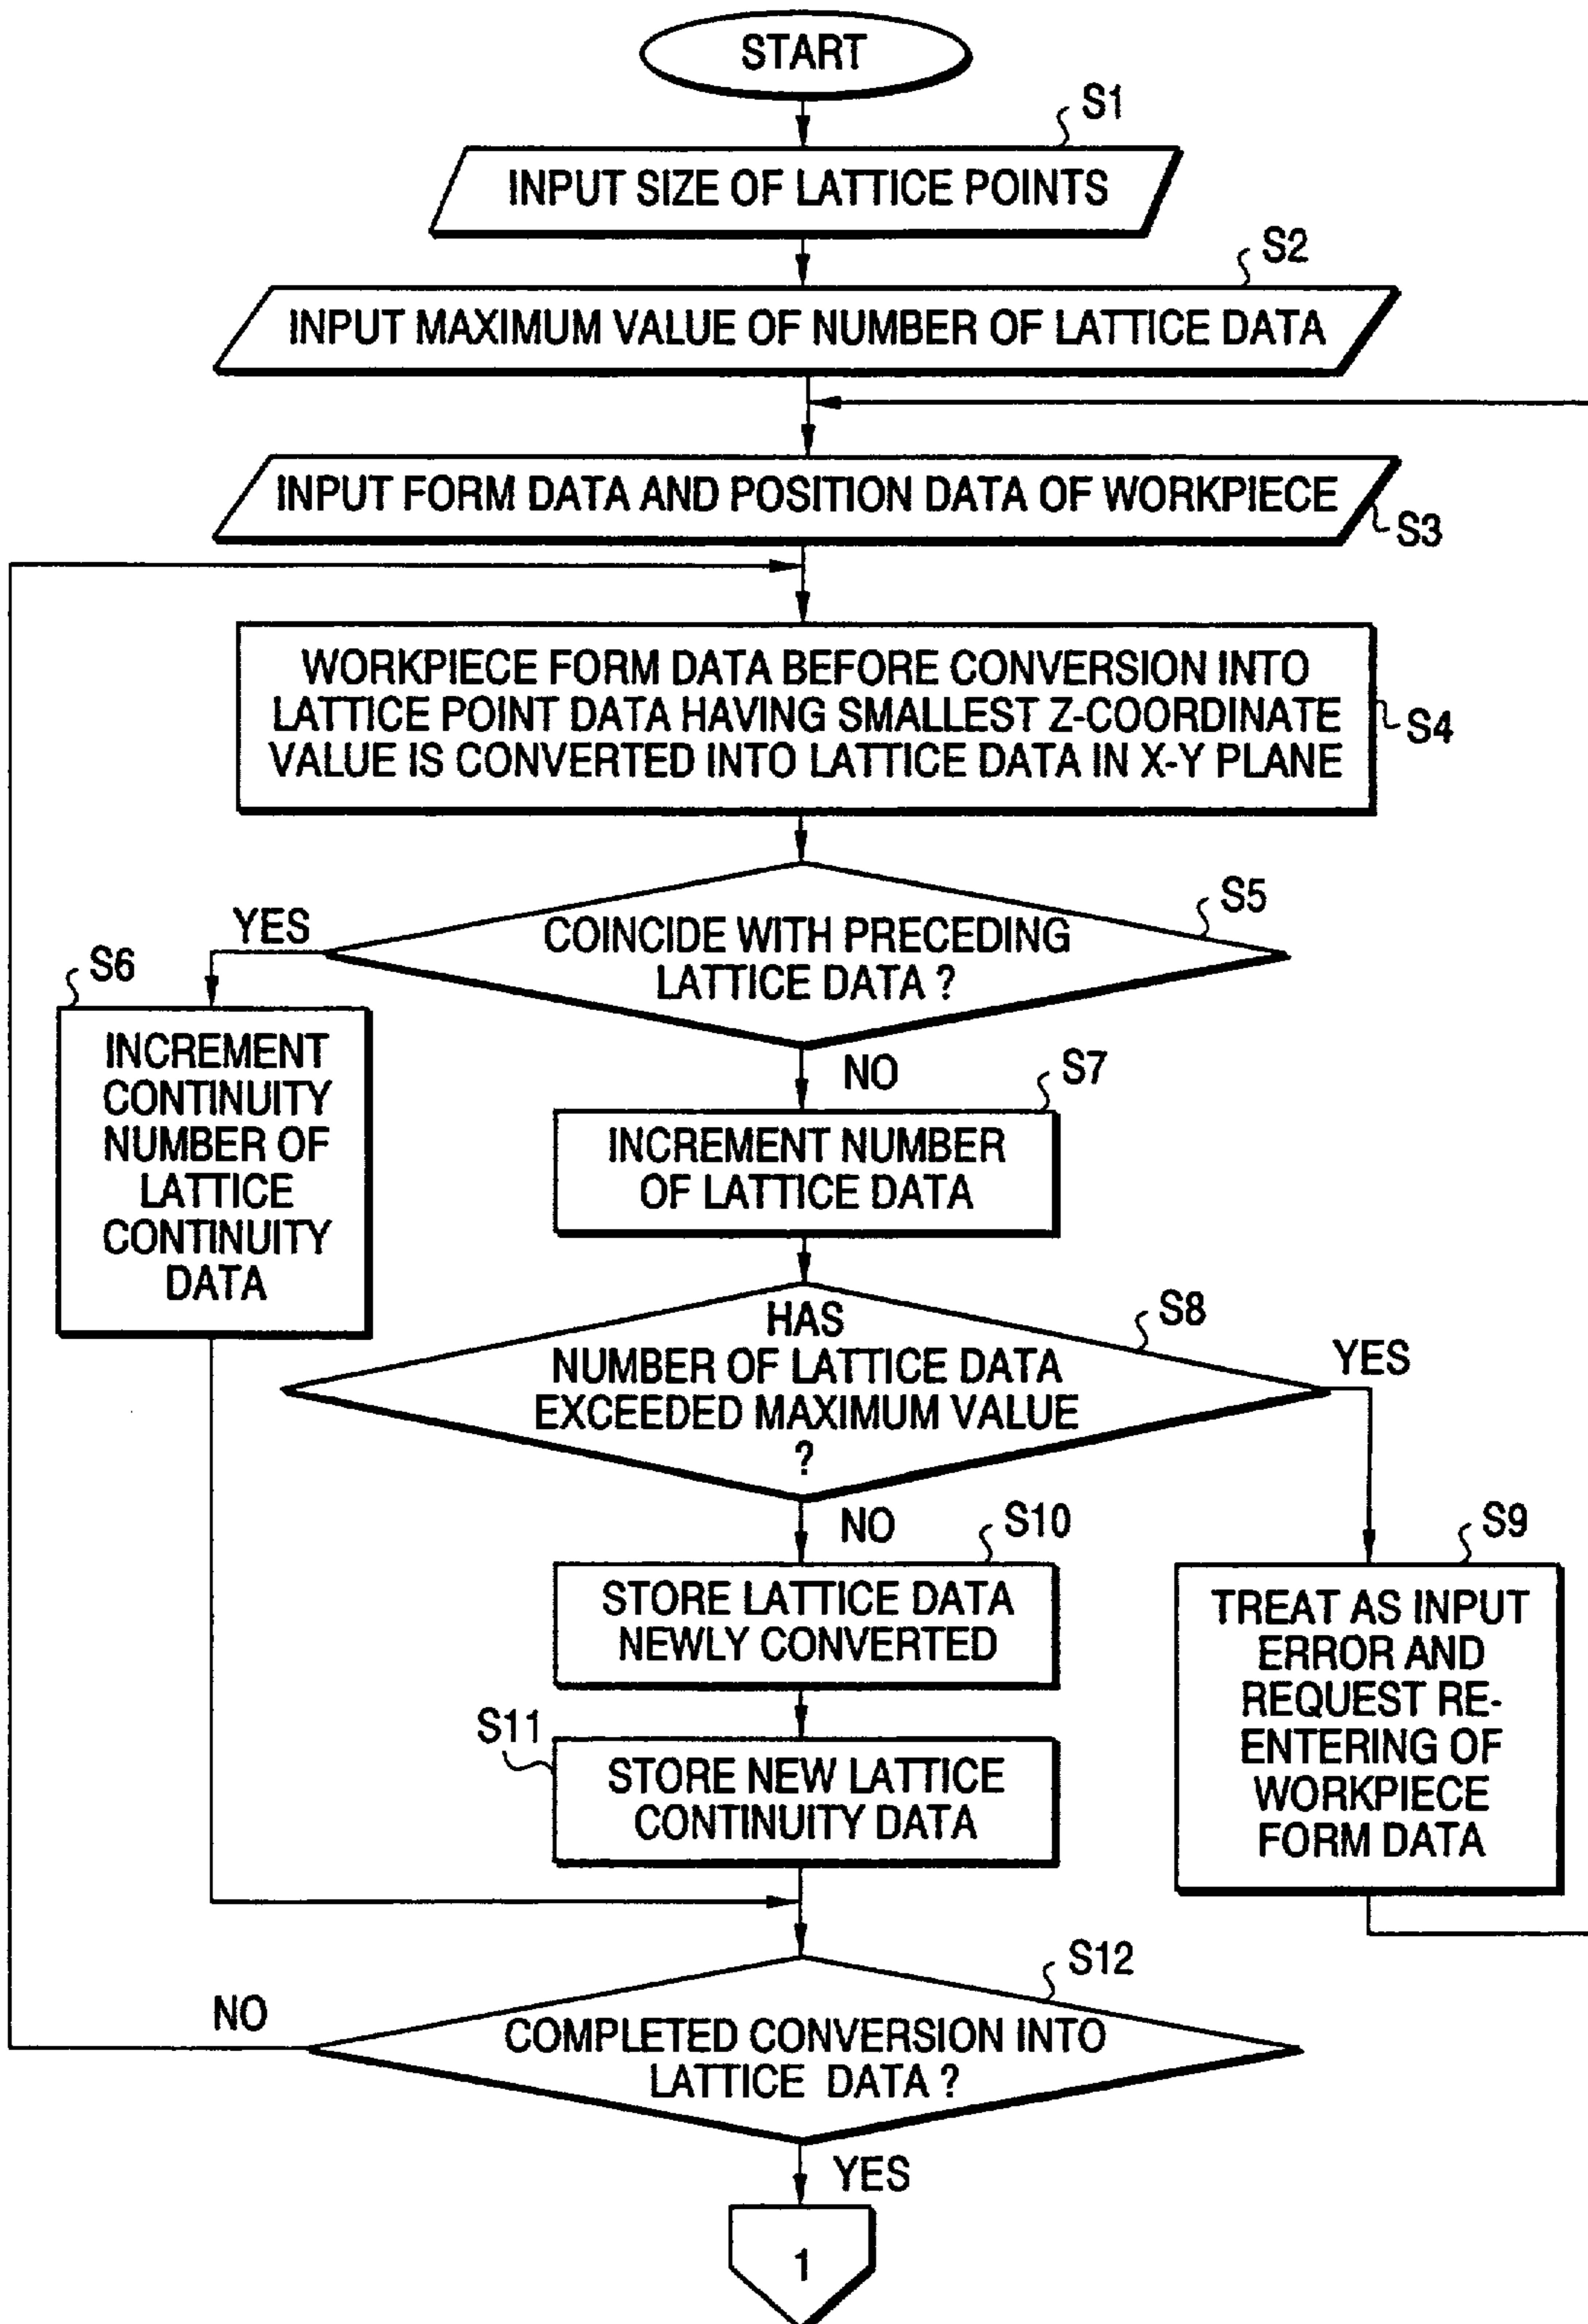 START
S1
INPUT SIZE OF LATTICE POINTS
S2
INPUT MAXIMUM VALUE OF NUMBER OF LATTICE DATA
INPUT FORM DATA AND POSITION DATA OF WORKPIECE
S3
WORKPIECE FORM DATA BEFORE CONVERSION INTO
LATTICE POINT DATA HAVING SMALLEST Z-COORDINATE
VALUE IS CONVERTED INTO LATTICE DATA IN X-Y PLANE
S4
S5
COINCIDE WITH PRECEDING
LATTICE DATA ?
YES
S6
INCREMENT
CONTINUITY
NUMBER OF
LATTICE
CONTINUITY
DATA
NO
S7
INCREMENT NUMBER
OF LATTICE DATA
S8
HAS
NUMBER OF LATTICE DATA
EXCEEDED MAXIMUM VALUE
?
YES
S9
TREAT AS INPUT
ERROR AND
REQUEST RE-
ENTERING OF
WORKPIECE
FORM DATA
NO
S10
STORE LATTICE DATA
NEWLY CONVERTED
S11
STORE NEW LATTICE
CONTINUITY DATA
S12
COMPLETED CONVERSION INTO
LATTICE DATA ?
NO
YES
1